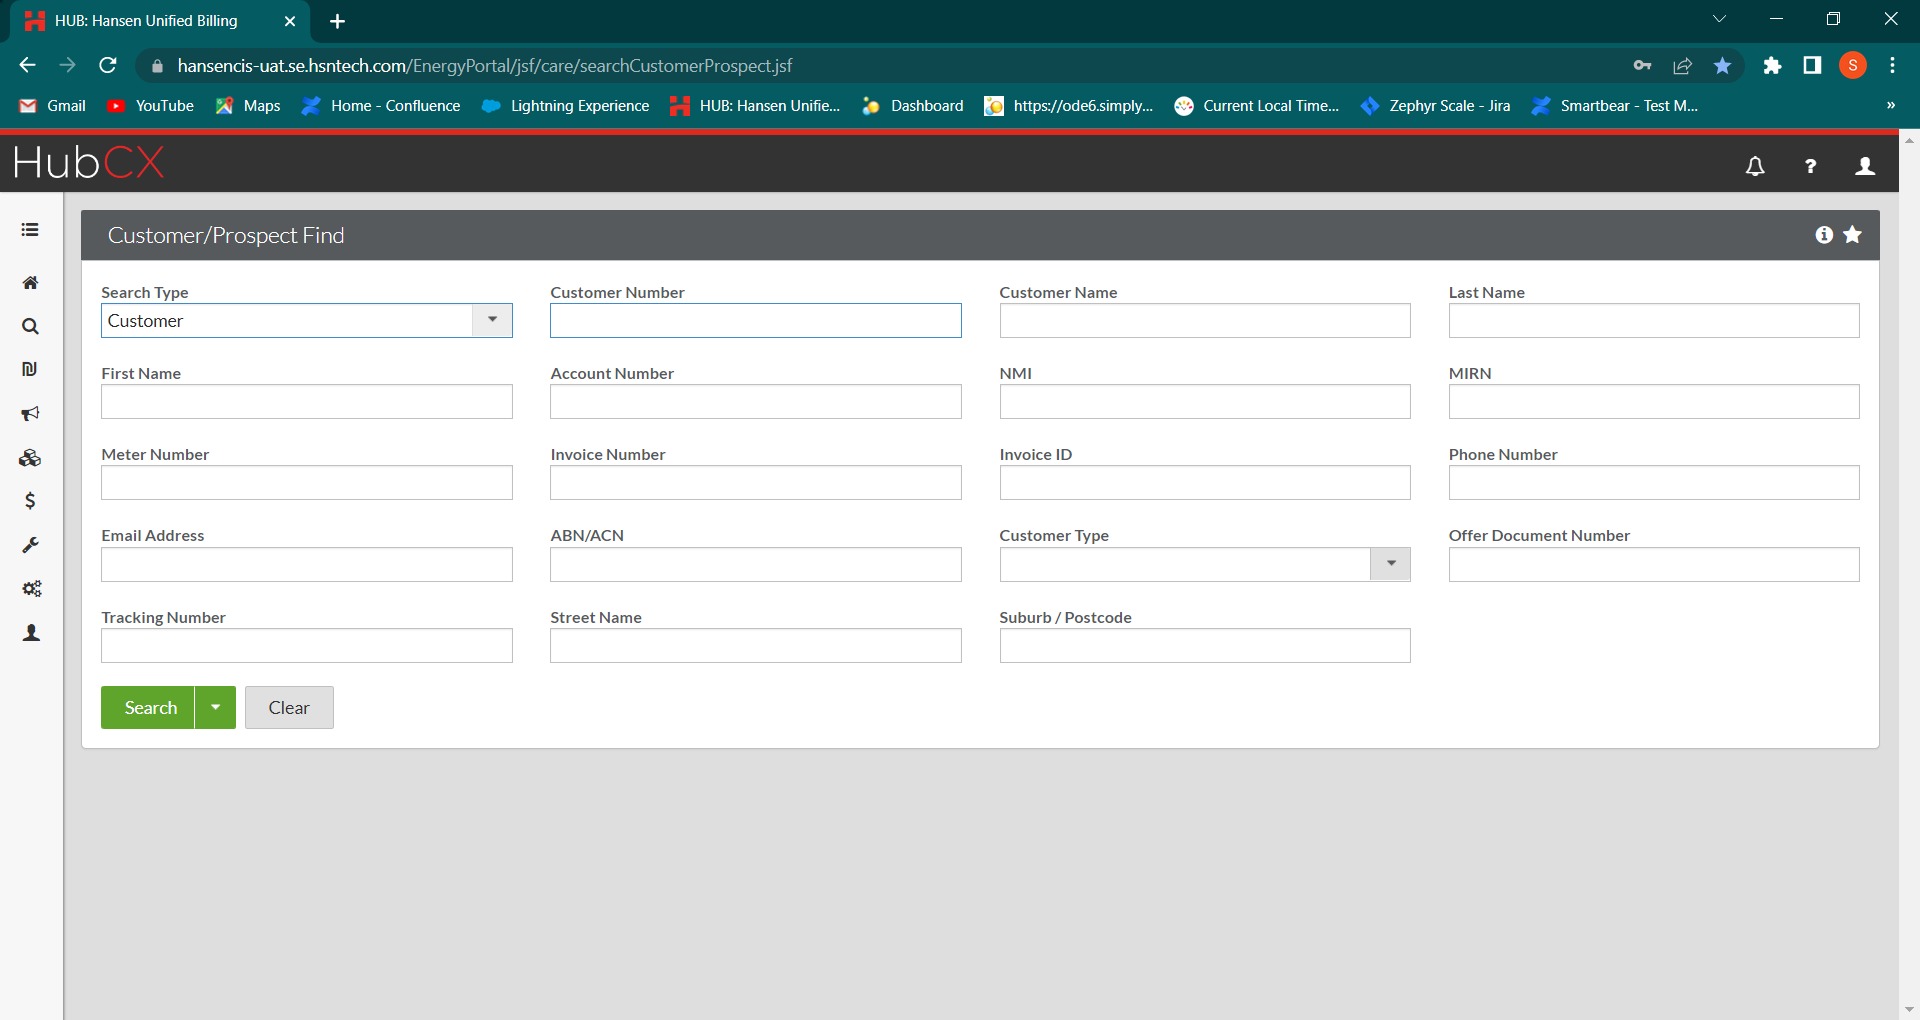 HUB: Hansen Unified Billing
hansencis-uat.se.hsntech.com/EnergyPortal/jsf/care/searchCustomerProspect.jsf
S
Gmail YouTube Maps Home - Confluence Lightning Experience HUB: Hansen Unifie... Dashboard https://ode6.simply... Current Local Time... Zephyr Scale - Jira Smartbear - Test M... »
HubCX
?
Customer/Prospect Find
Search Type Customer Number Customer Name Last Name
Customer
First Name Account Number NMI MIRN
Meter Number Invoice Number Invoice ID Phone Number
Email Address ABN/ACN Customer Type Offer Document Number
Tracking Number Street Name Suburb / Postcode
$
Search Clear